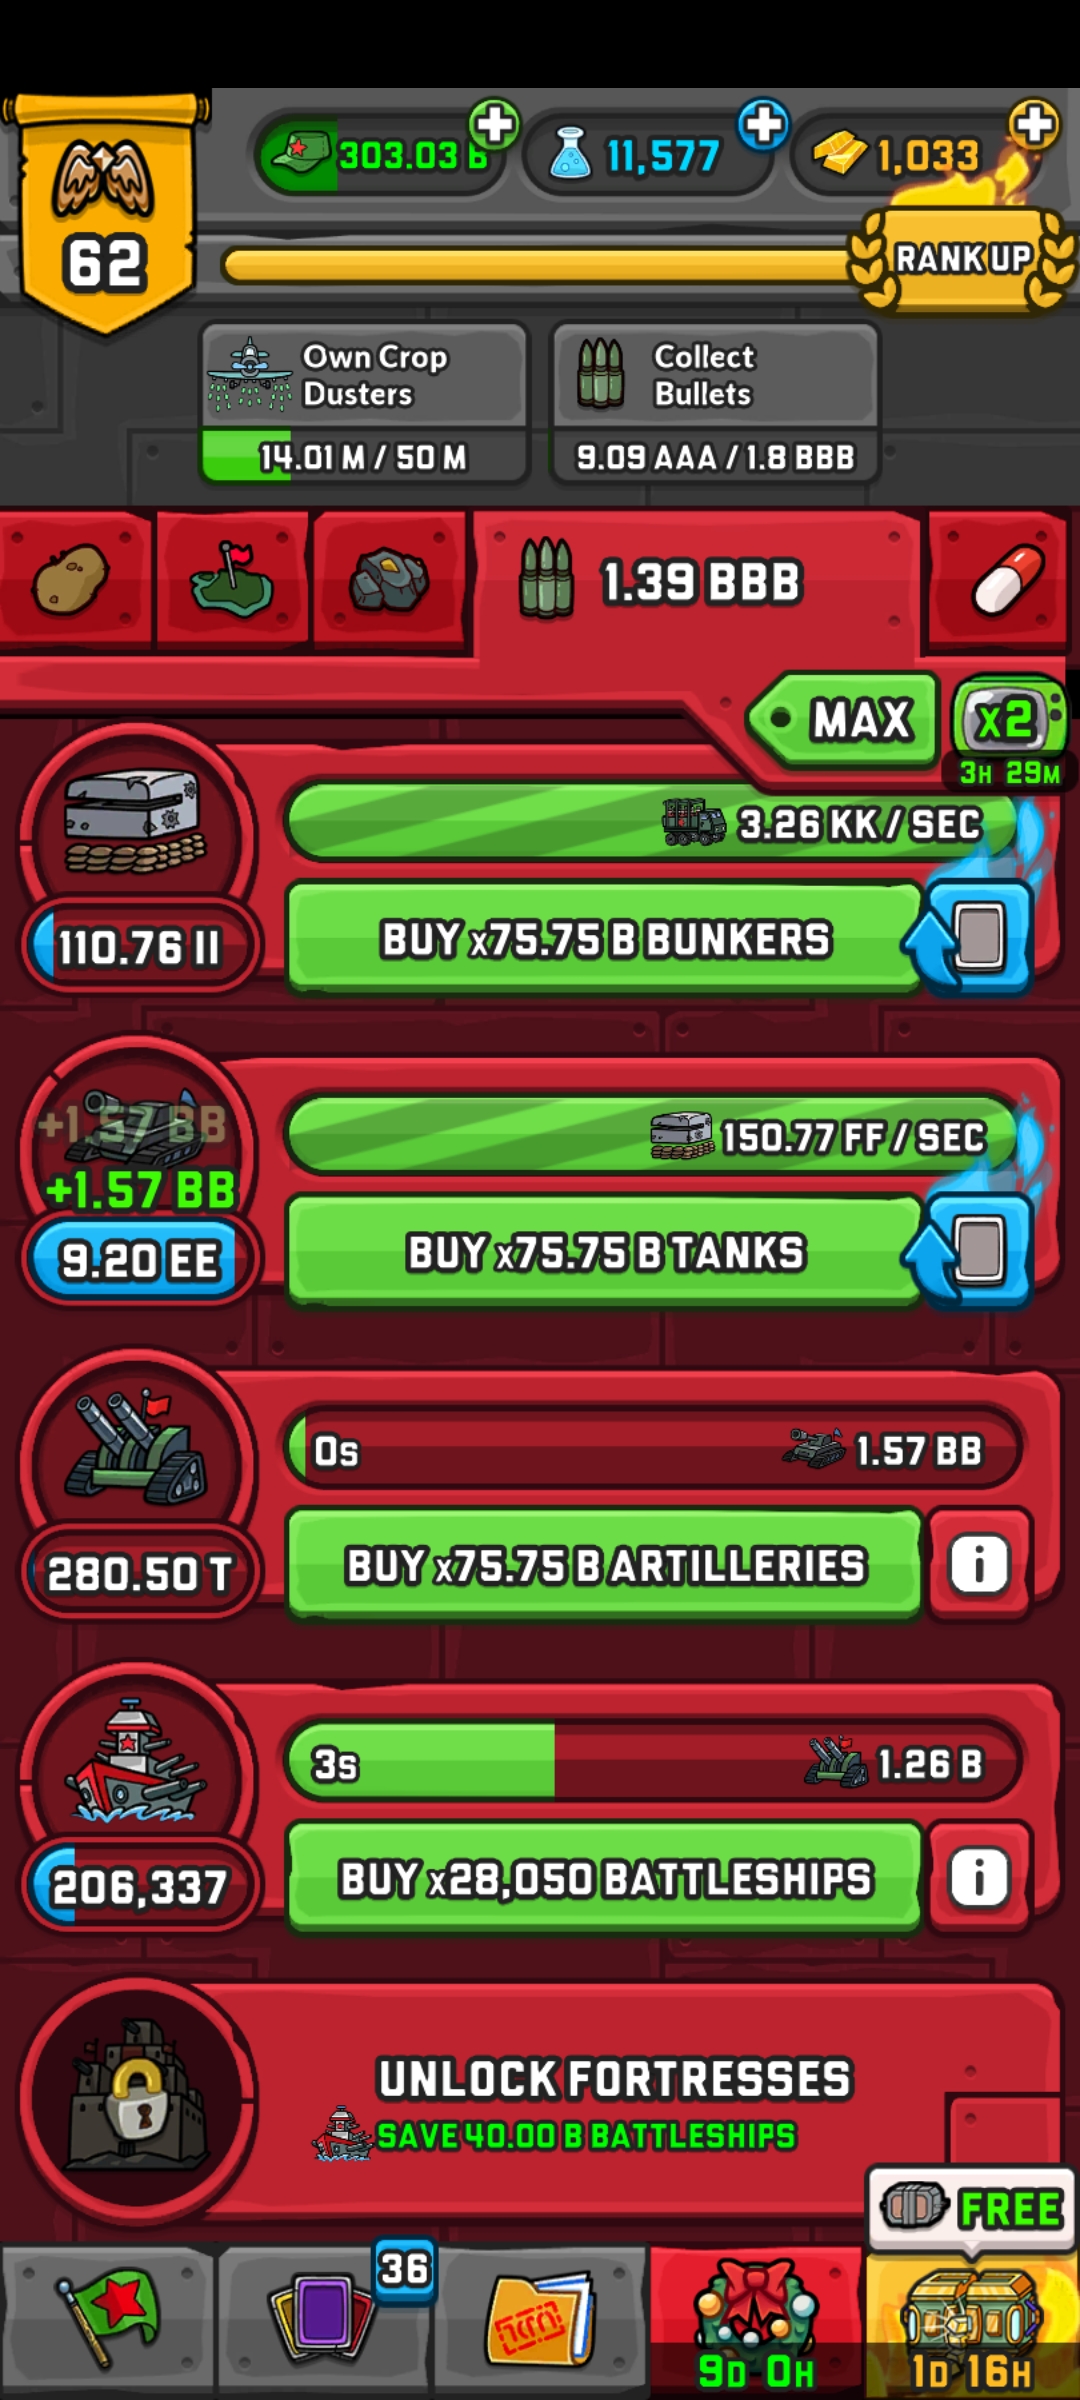 303.03 B
11,577
1,033
62
RANK UP
Own Crop
Dusters
14.01 M / 50 M
Collect
Bullets
9.09 AAA / 1.8 BBB
1.39 BBB
MAX
x2
3H 29M
3.26 KK / SEC
110.76 II
BUY x75.75 B BUNKERS
+1.57 BB
+1.57 BB
150.77 FF / SEC
9.20 EE
BUY x75.75 B TANKS
0s
1.57 BB
280.50 T
BUY x75.75 B ARTILLERIES
i
3s
1.26 B
206,337
BUY x28,050 BATTLESHIPS
i
UNLOCK FORTRESSES
SAVE 40.00 B BATTLESHIPS
FREE
36
9D 0H
1D 16H